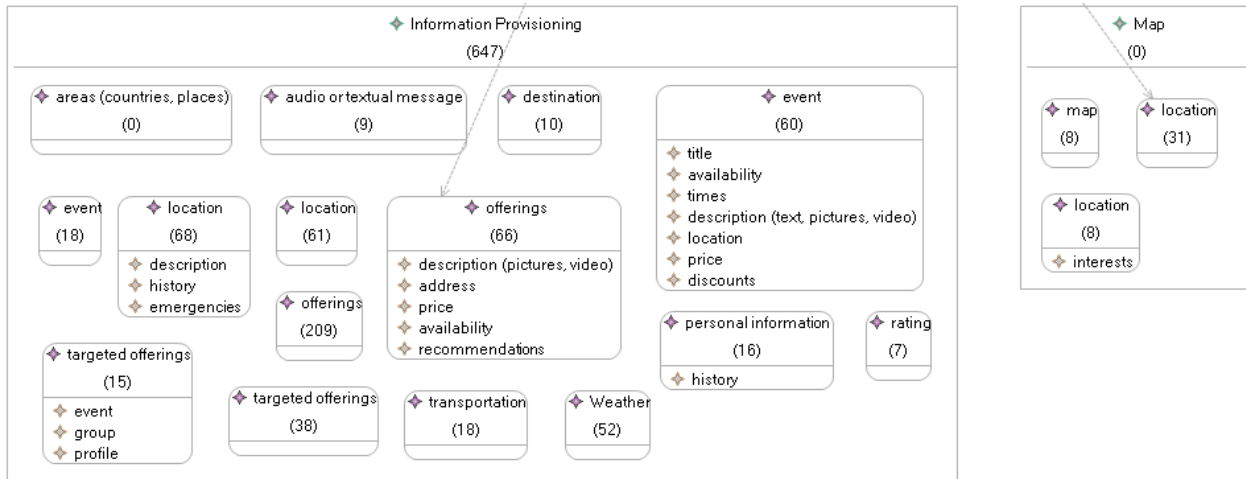 Information Provisioning
(647)
areas (countries, places)
(0)
audio or textual message
(9)
destination
(10)
event
(60)
title
availability
times
description (text, pictures, video)
location
price
discounts
event
(18)
location
(68)
description
history
emergencies
location
(61)
offerings
(66)
description (pictures, video)
address
price
availability
recommendations
offerings
(209)
personal information
(16)
history
rating
(7)
targeted offerings
(15)
event
group
profile
targeted offerings
(38)
transportation
(18)
Weather
(52)
Map
(0)
map
(8)
location
(31)
location
(8)
interests